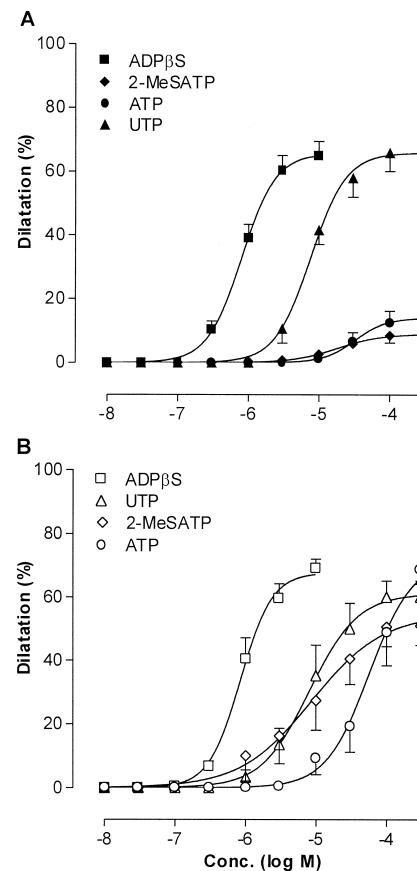 A
100
80
60
40
20
0
Dilatation (%)
ADPβS
2-MeSATP
ATP
UTP
-8 -7 -6 -5 -4
B
100
80
60
40
20
0
Dilatation (%)
ADPβS
UTP
2-MeSATP
ATP
-8 -7 -6 -5 -4
Conc. (log M)